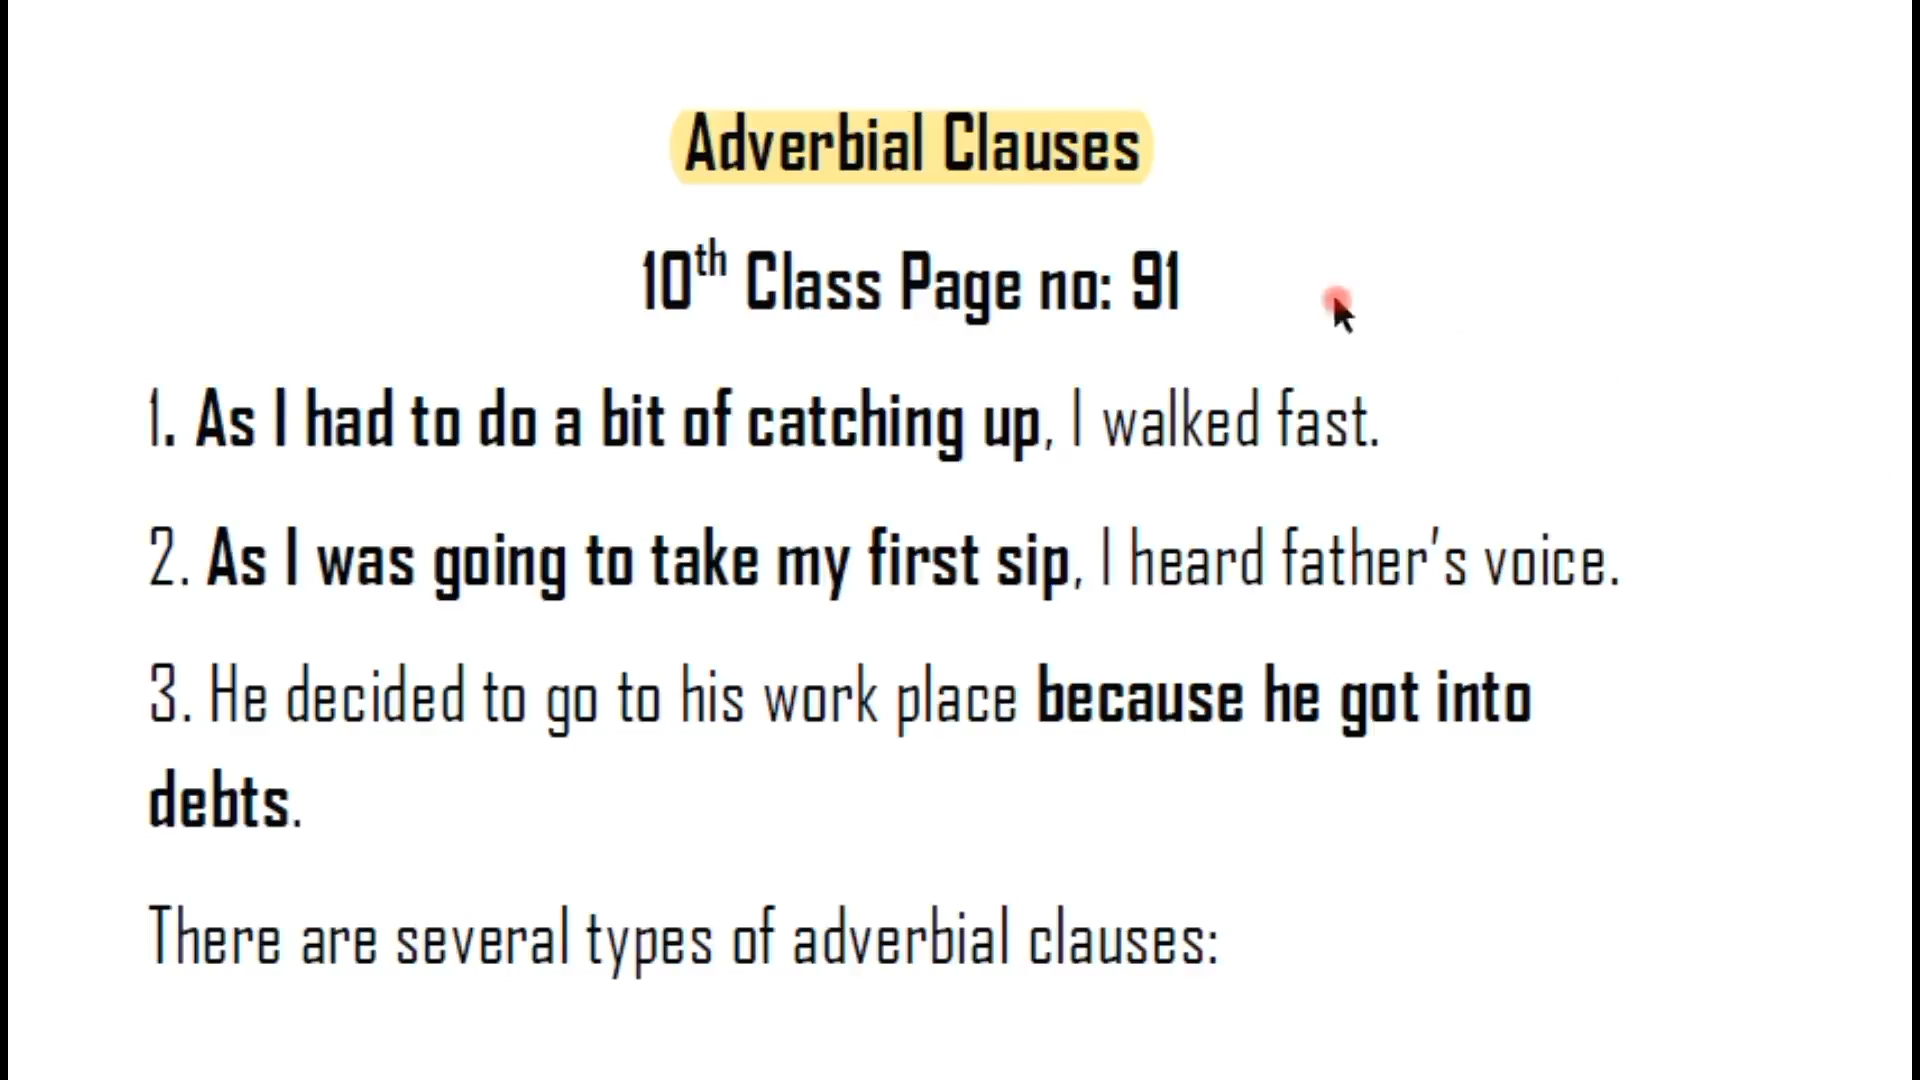 Adverbial Clauses
10th Class Page no: 91
1. As I had to do a bit of catching up, I walked fast.
2. As I was going to take my first sip, I heard father's voice.
3. He decided to go to his work place because he got into
debts.
There are several types of adverbial clauses: